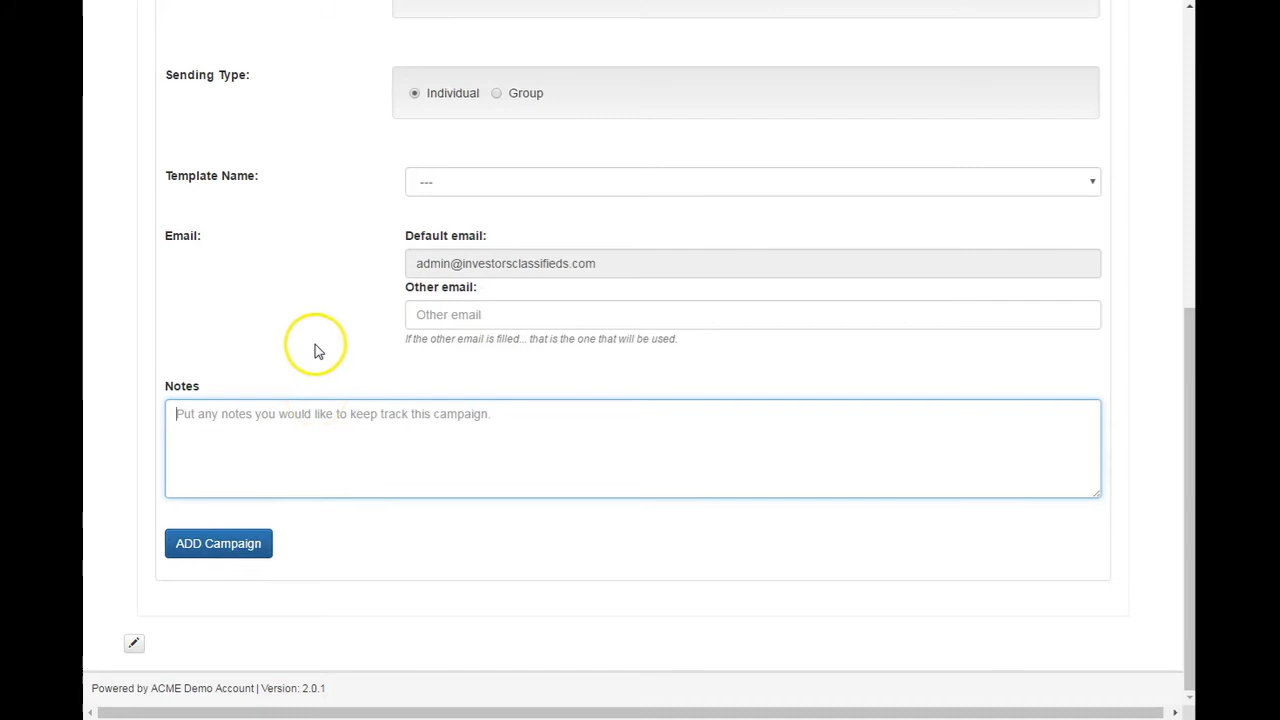 Sending Type:
Individual Group
Template Name:
---
Email:
Default email:
admin@investorsclassifieds.com
Other email:
Other email
If the other email is filled... that is the one that will be used.
Notes
Put any notes you would like to keep track this campaign.
ADD Campaign
Powered by ACME Demo Account | Version: 2.0.1